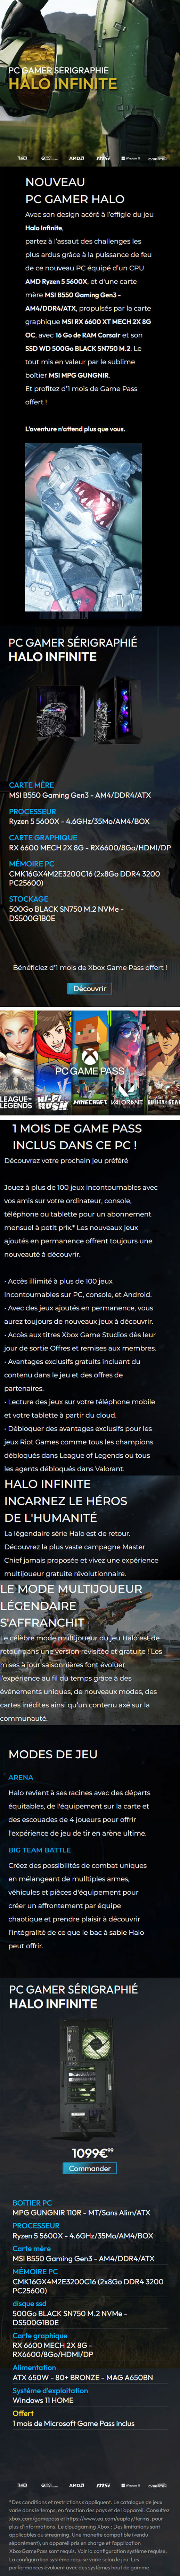 PC GAMER SERIGRAPHIE
HALO INFINITE
XBOX
AMD
msi
Windows 11
NOUVEAU
PC GAMER HALO
Avec son design acéré à l'effigie du jeu
Halo Infinite,
partez à l'assaut des challenges les
plus ardus grâce à la puissance de feu
de ce nouveau PC équipé d'un CPU
AMD Ryzen 5 5600X, et d'une carte
mère MSI B550 Gaming Gen3 -
AM4/DDR4/ATX, propulsés par la carte
graphique MSI RX 6600 XT MECH 2X 8G
OC, avec 16 Go de RAM Corsair et son
SSD WD 500Go BLACK SN750 M.2. Le
tout mis en valeur par le sublime
boîtier MSI MPG GUNGNIR.
Et profitez d'1 mois de Game Pass
offert !
L'aventure n'attend plus que vous.
PC GAMER SÉRIGRAPHIÉ
HALO INFINITE
CARTE MÈRE
MSI B550 Gaming Gen3 - AM4/DDR4/ATX
PROCESSEUR
Ryzen 5 5600X - 4.6GHz/35Mo/AM4/BOX
CARTE GRAPHIQUE
RX 6600 MECH 2X 8G - RX6600/8Go/HDMI/DP
MÉMOIRE PC
CMK16GX4M2E3200C16 (2x8Go DDR4 3200
PC25600)
STOCKAGE
500Go BLACK SN750 M.2 NVMe -
DS500G1B0E
Bénéficiez d'1 mois de Xbox Game Pass offert !
Découvrir
PC GAME PASS
LEAGUE OF
LEGENDS
HI-FI
RUSH
MINECRAFT
VALORANT
1 MOIS DE GAME PASS
INCLUS DANS CE PC !
Découvrez votre prochain jeu préféré
Jouez à plus de 100 jeux incontournables avec
vos amis sur votre ordinateur, console,
téléphone ou tablette pour un abonnement
mensuel à petit prix.* Les nouveaux jeux
ajoutés en permanence offrent toujours une
nouveauté à découvrir.
- Accès illimité à plus de 100 jeux
incontournables sur PC, console, et Android.
- Avec des jeux ajoutés en permanence, vous
aurez toujours de nouveaux jeux à découvrir.
- Accès aux titres Xbox Game Studios dès leur
jour de sortie Offres et remises aux membres.
- Avantages exclusifs gratuits incluant du
contenu dans le jeu et des offres de
partenaires.
- Lecture des jeux sur votre téléphone mobile
et votre tablette à partir du cloud.
- Débloquer des avantages exclusifs pour les
jeux Riot Games comme tous les champions
débloqués dans League of Legends ou tous
les agents débloqués dans Valorant.
HALO INFINITE
INCARNEZ LE HÉROS
DE L'HUMANITÉ
La légendaire série Halo est de retour.
Découvrez la plus vaste campagne Master
Chief jamais proposée et vivez une expérience
multijoueur gratuite révolutionnaire.
LE MODE MULTIJOUEUR
LÉGENDAIRE
S'AFFRANCHIT
Le célèbre mode multijoueur du jeu Halo est de
retour dans une version revisitée et gratuite ! Les
mises à jour saisonnières font évoluer
l'expérience au fil du temps grâce à des
événements uniques, de nouveaux modes, des
cartes inédites ainsi qu'un contenu axé sur la
communauté.
MODES DE JEU
ARENA
Halo revient à ses racines avec des départs
équitables, de l'équipement sur la carte et
des escouades de 4 joueurs pour offrir
l'expérience de jeu de tir en arène ultime.
BIG TEAM BATTLE
Créez des possibilités de combat uniques
en mélangeant de mulltiples armes,
véhicules et pièces d'équipement pour
créer un affrontement par équipe
chaotique et prendre plaisir à découvrir
l'intégralité de ce que le bac à sable Halo
peut offrir.
PC GAMER SÉRIGRAPHIÉ
HALO INFINITE
1099€99
Commander
BOITIER PC
MPG GUNGNIR 110R - MT/Sans Alim/ATX
PROCESSEUR
Ryzen 5 5600X - 4.6GHz/35Mo/AM4/BOX
Carte mère
MSI B550 Gaming Gen3 - AM4/DDR4/ATX
MÉMOIRE PC
CMK16GX4M2E3200C16 (2x8Go DDR4 3200
PC25600)
disque ssd
500Go BLACK SN750 M.2 NVMe -
DS500G1B0E
Carte graphique
RX 6600 MECH 2X 8G -
RX6600/8Go/HDMI/DP
Alimentation
ATX 650W - 80+ BRONZE - MAG A650BN
Système d'exploitation
Windows 11 HOME
Offert
1 mois de Microsoft Game Pass inclus
XBOX
AMD
msi
Windows 11
*Des conditions et restrictions s'appliquent. Le catalogue de jeux
varie dans le temps, en fonction des pays et de l'appareil. Consultez
xbox.com/gamepass et https://www.ea.com/eaplay/terms, pour
plus d'informations. Le cloudgaming Xbox : Des limitations sont
applicables au streaming. Une manette compatible (vendu
séparément), un appareil pris en charge et l'application
XboxGamePass sont requis. Voir la configuration système requise.
La configuration système requise varie selon le jeu. Les
performances évoluent avec des systèmes haut de gamme.